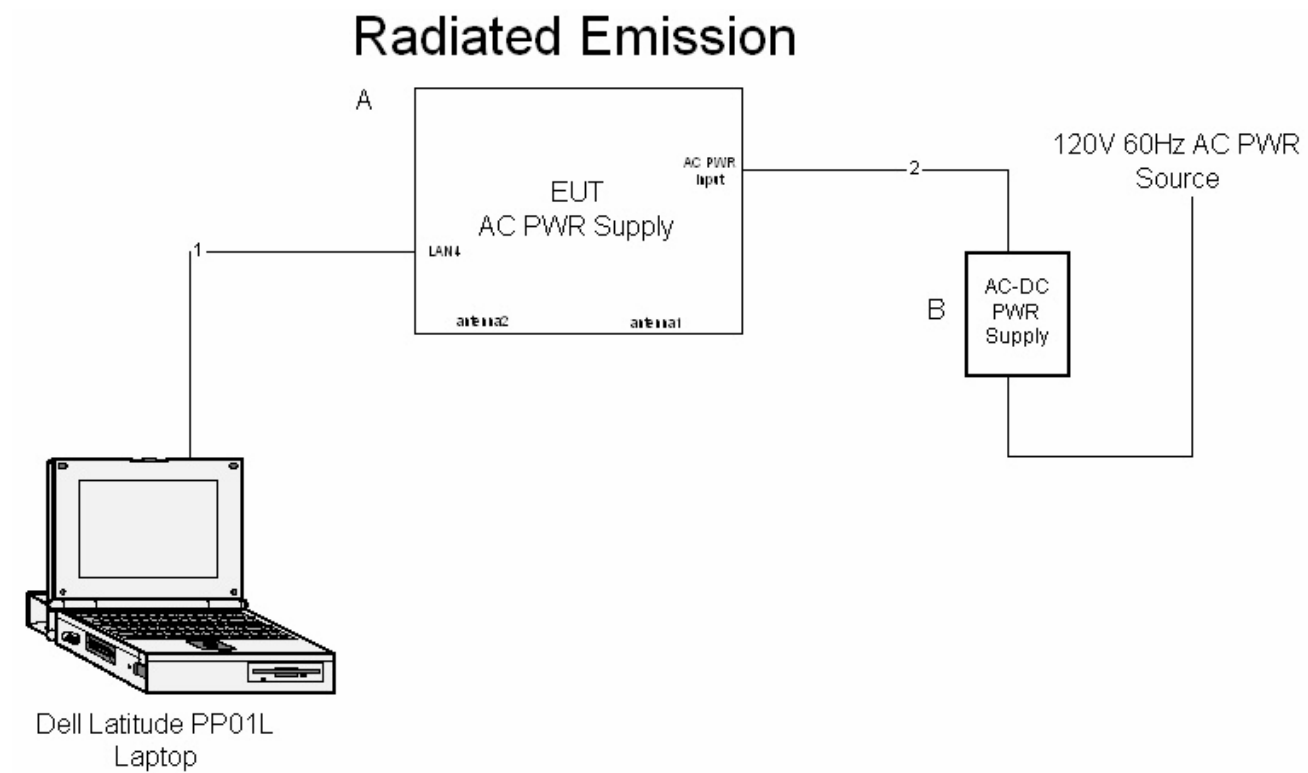 Radiated Emission
A
EUT
AC PWR Supply
AC PWR
Input
LAN4
antenna2
antenna1
1
2
120V 60Hz AC PWR
Source
B
AC-DC
PWR
Supply
Dell Latitude PP01L
Laptop